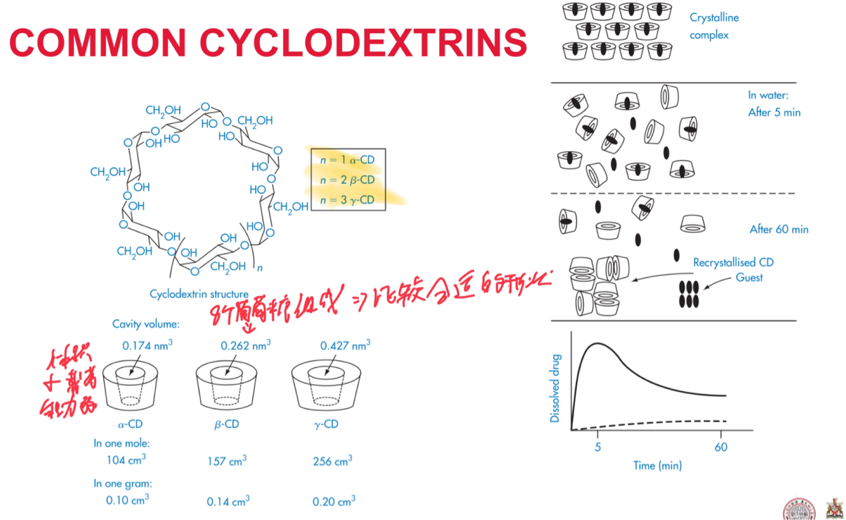 COMMON CYCLODEXTRINS
CH₂OH
HO
CH₂OH
O
O
OH
HO
HO
O
CH₂OH
OH
HO
O
OH
HO
CH₂OH
O
HO
O
CH₂OH
OH
OH
OH
O
CH₂OH
n
n = 1 α-CD
n = 2 β-CD
n = 3 γ-CD
Cyclodextrin structure
8个葡萄糖组成 ⇒ 比较合适的形状
Cavity volume:
0.174 nm³ 0.262 nm³ 0.427 nm³
α-CD β-CD γ-CD
In one mole:
104 cm³ 157 cm³ 256 cm³
In one gram:
0.10 cm³ 0.14 cm³ 0.20 cm³
Crystalline
complex
In water:
After 5 min
After 60 min
Recrystallised CD
Guest
Dissolved drug
5 60
Time (min)